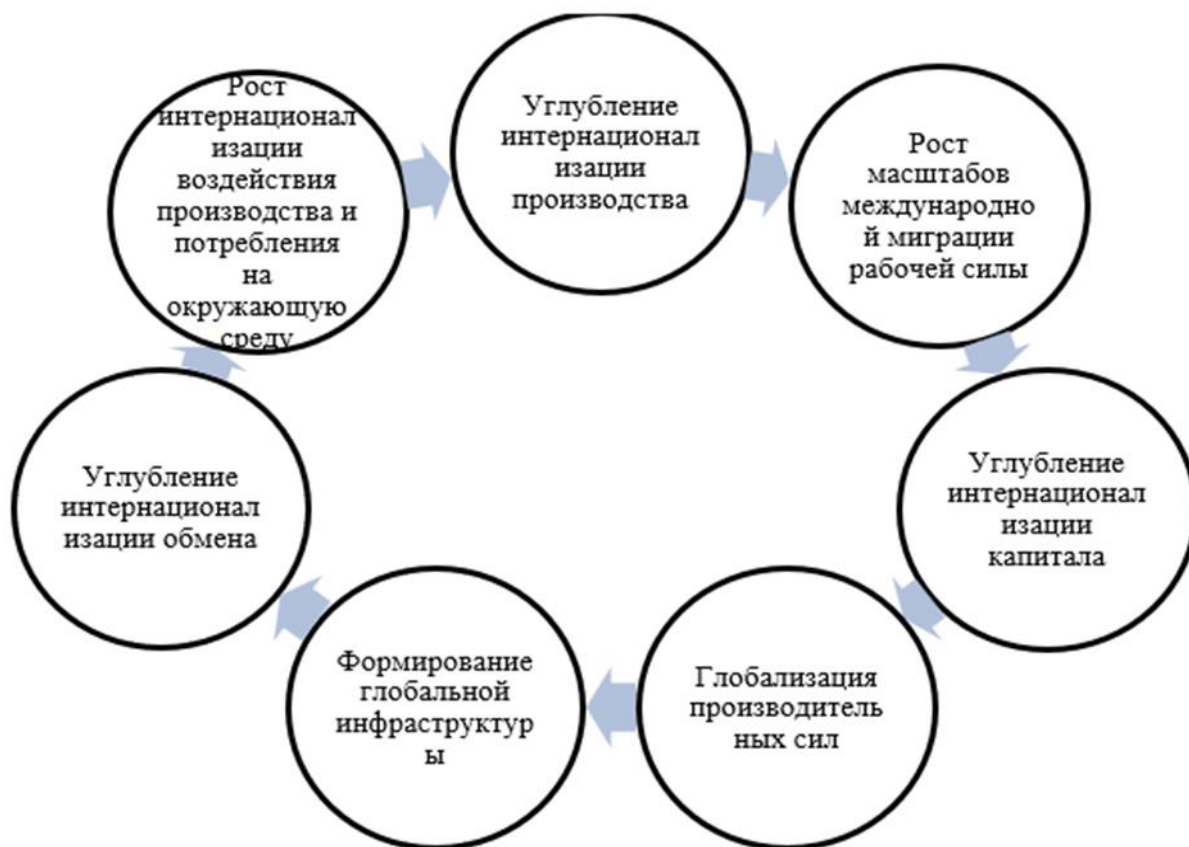 Углубление
интернационал
изации
производства
Рост
масштабов
международно
й миграции
рабочей силы
Углубление
интернационал
изации
капитала
Глобализация
производитель
ных сил
Формирование
глобальной
инфраструктур
ы
Углубление
интернационал
изации обмена
Рост
интернационал
изации
воздействия
производства и
потребления
на
окружающую
среду